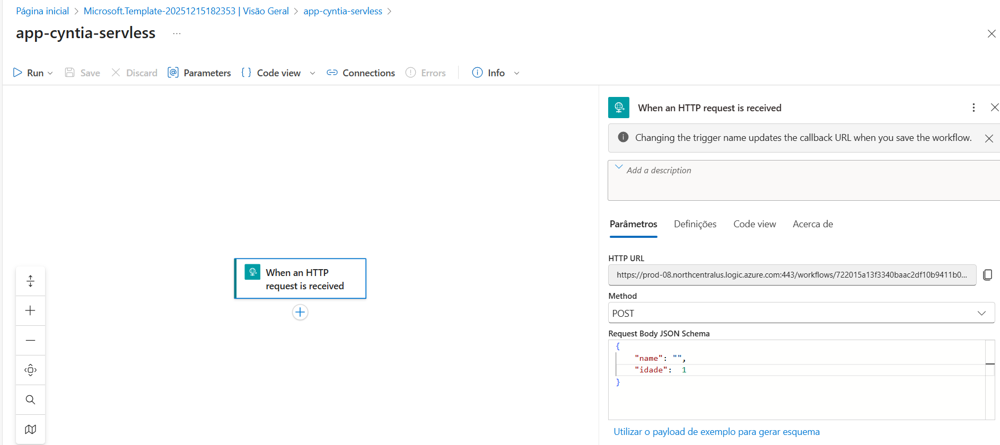 Página inicial > Microsoft.Template-20251215182353 | Visão Geral > app-cyntia-servless >
app-cyntia-servless ...
Run Save Discard Parameters Code view Connections Errors Info
When an HTTP request is received
Changing the trigger name updates the callback URL when you save the workflow.
Add a description
Parâmetros Definições Code view Acerca de
HTTP URL
https://prod-08.northcentralus.logic.azure.com:443/workflows/722015a13f3340baac2df10b9411b0...
Method
POST
Request Body JSON Schema
{
"name": "",
"idade": 1
}
Utilizar o payload de exemplo para gerar esquema
When an HTTP
request is received